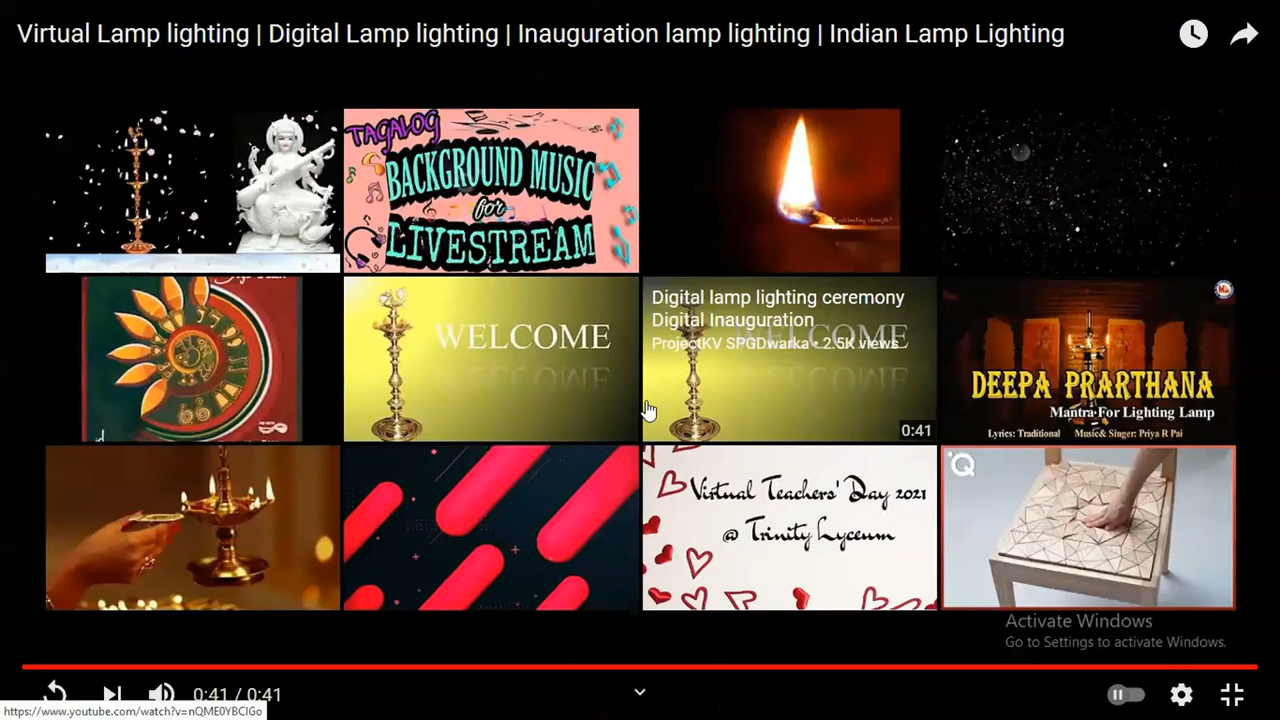 Virtual Lamp lighting | Digital Lamp lighting | Inauguration lamp lighting | Indian Lamp Lighting
TAGALOG
BACKGROUND MUSIC
for
LIVESTREAM
WELCOME
Digital lamp lighting ceremony
Digital Inauguration
ProjectKV SPGDwarka • 2.5K views
WELCOME
0:41
DEEPA PRARTHANA
Mantra For Lighting Lamp
Lyrics: Traditional Music& Singer: Priya R Pai
Virtual Teachers' Day 2021
@ Trinity Lyceum
Activate Windows
Go to Settings to activate Windows.
0:41 / 0:41
https://www.youtube.com/watch?v=nQME0YBCIGo